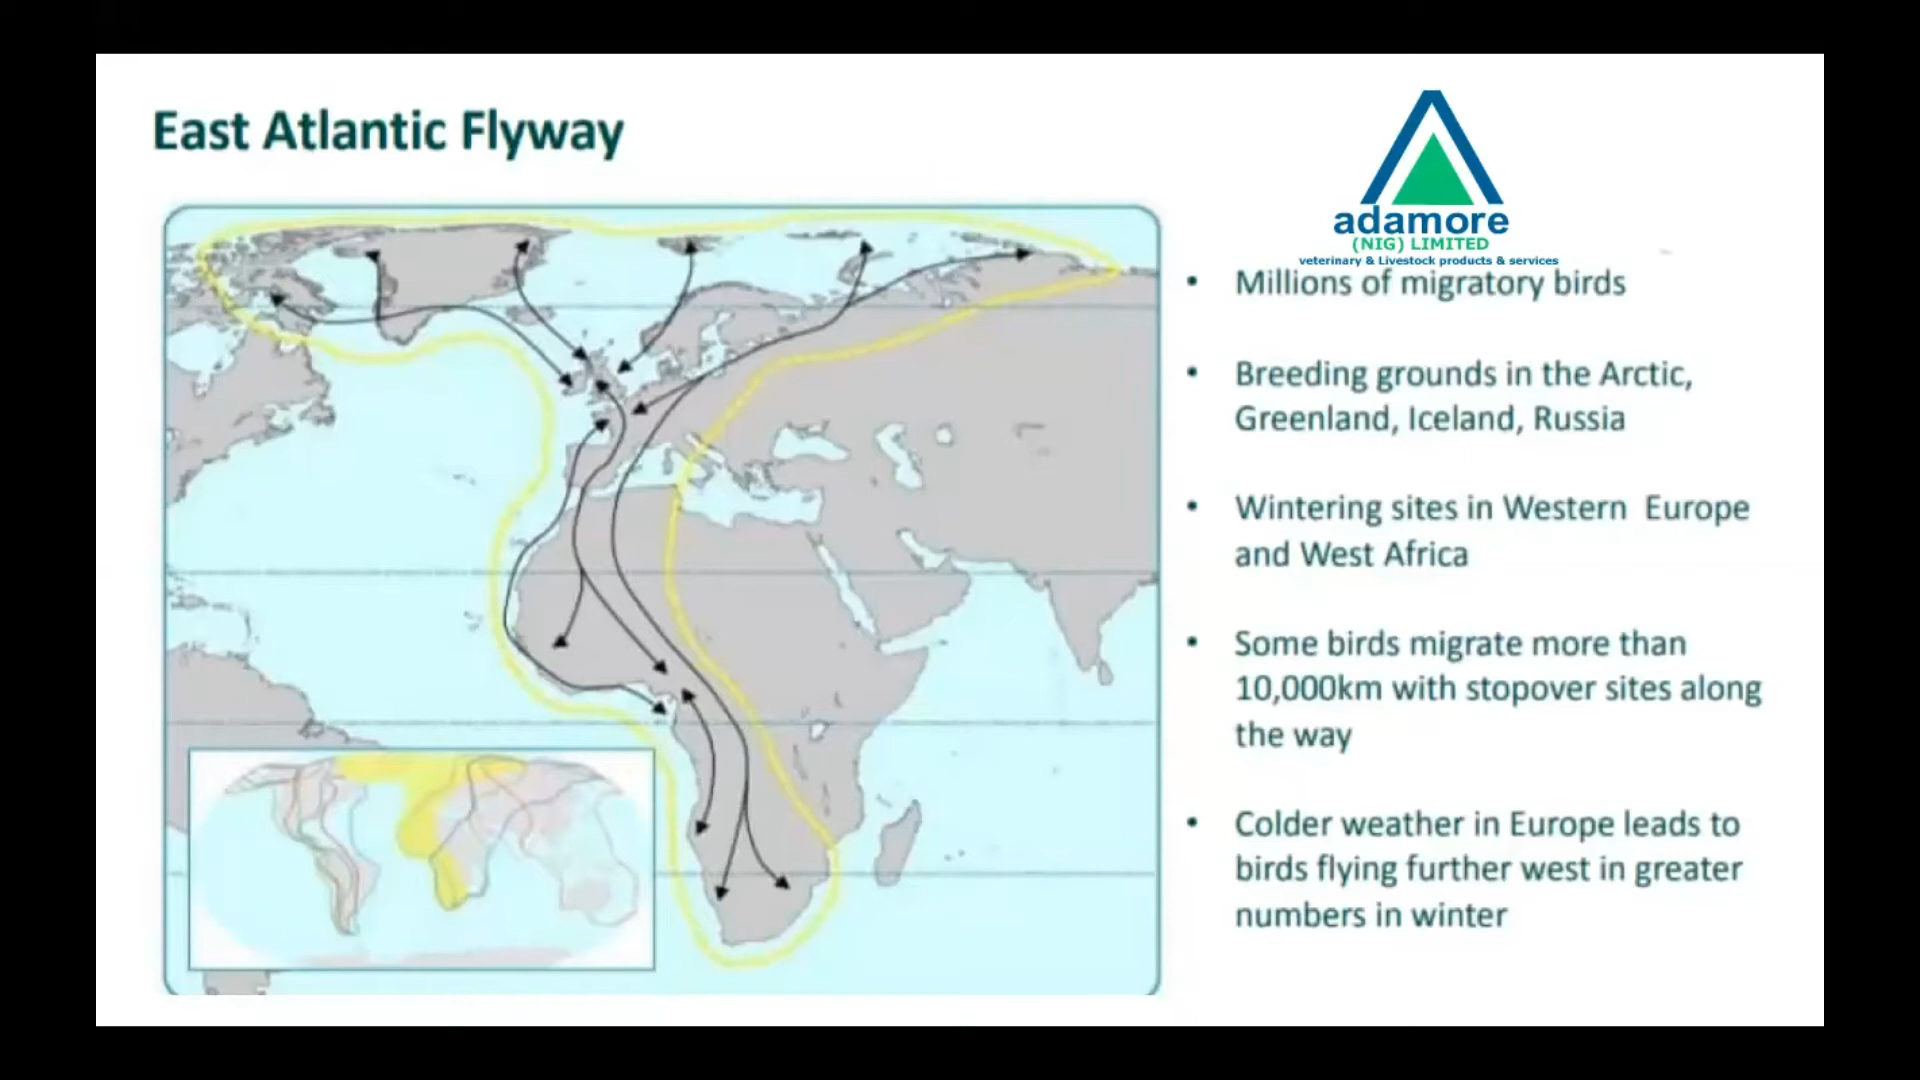 East Atlantic Flyway
adamore
(NIG) LIMITED
veterinary & Livestock products & services
• Millions of migratory birds
• Breeding grounds in the Arctic,
Greenland, Iceland, Russia
• Wintering sites in Western Europe
and West Africa
• Some birds migrate more than
10,000km with stopover sites along
the way
• Colder weather in Europe leads to
birds flying further west in greater
numbers in winter